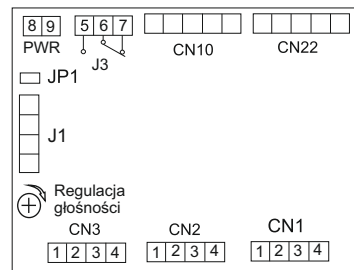 8 9
5 6 7
PWR
J3
CN10
CN22
JP1
J1
Regulacja
głośności
CN3
CN2
CN1
1 2 3 4
1 2 3 4
1 2 3 4